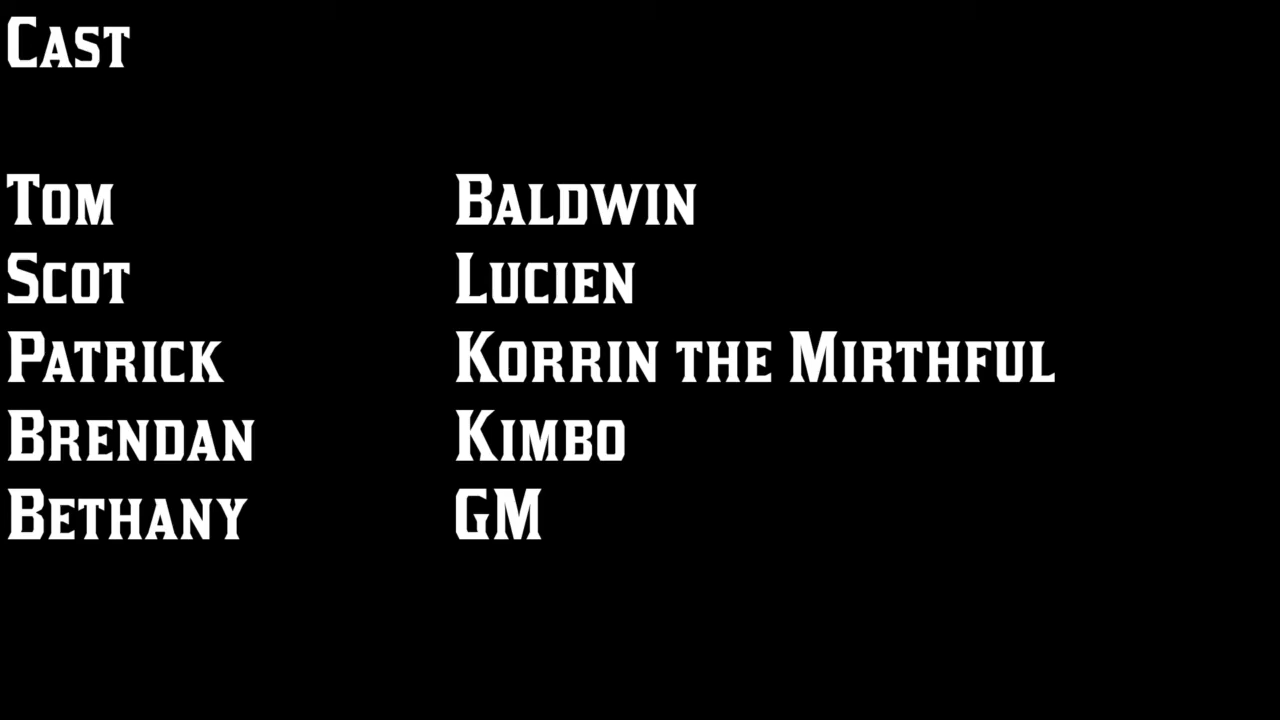 Cast
Tom Baldwin
Scot Lucien
Patrick Korrin the Mirthful
Brendan Kimbo
Bethany GM